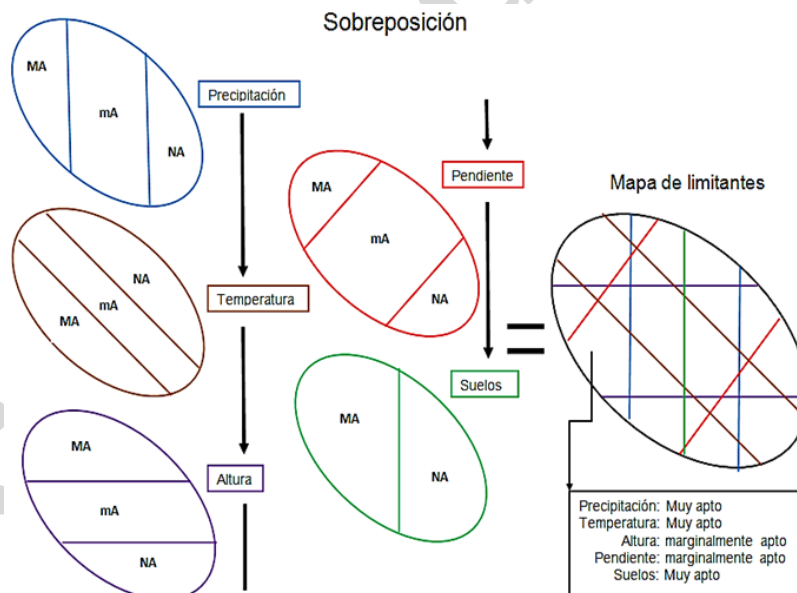 Sobreposición
MA
mA
NA
Precipitación
NA
mA
MA
Temperatura
MA
mA
NA
Altura
MA
mA
NA
Pendiente
MA
NA
Suelos
Mapa de limitantes
=
Precipitación: Muy apto
Temperatura: Muy apto
Altura: marginalmente apto
Pendiente: marginalmente apto
Suelos: Muy apto